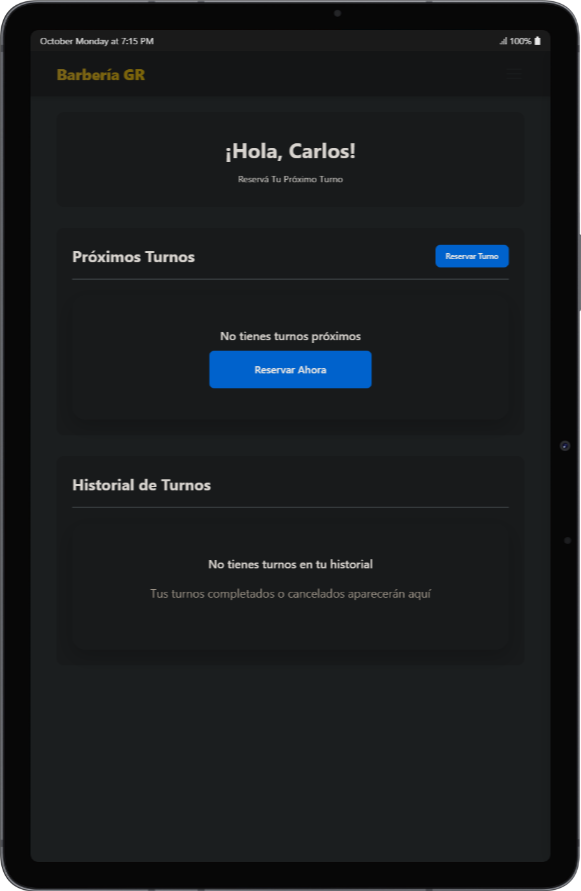 October Monday at 7:15 PM
100%
Barbería GR
¡Hola, Carlos!
Reservá Tu Próximo Turno
Próximos Turnos
Reservar Turno
No tienes turnos próximos
Reservar Ahora
Historial de Turnos
No tienes turnos en tu historial
Tus turnos completados o cancelados aparecerán aquí